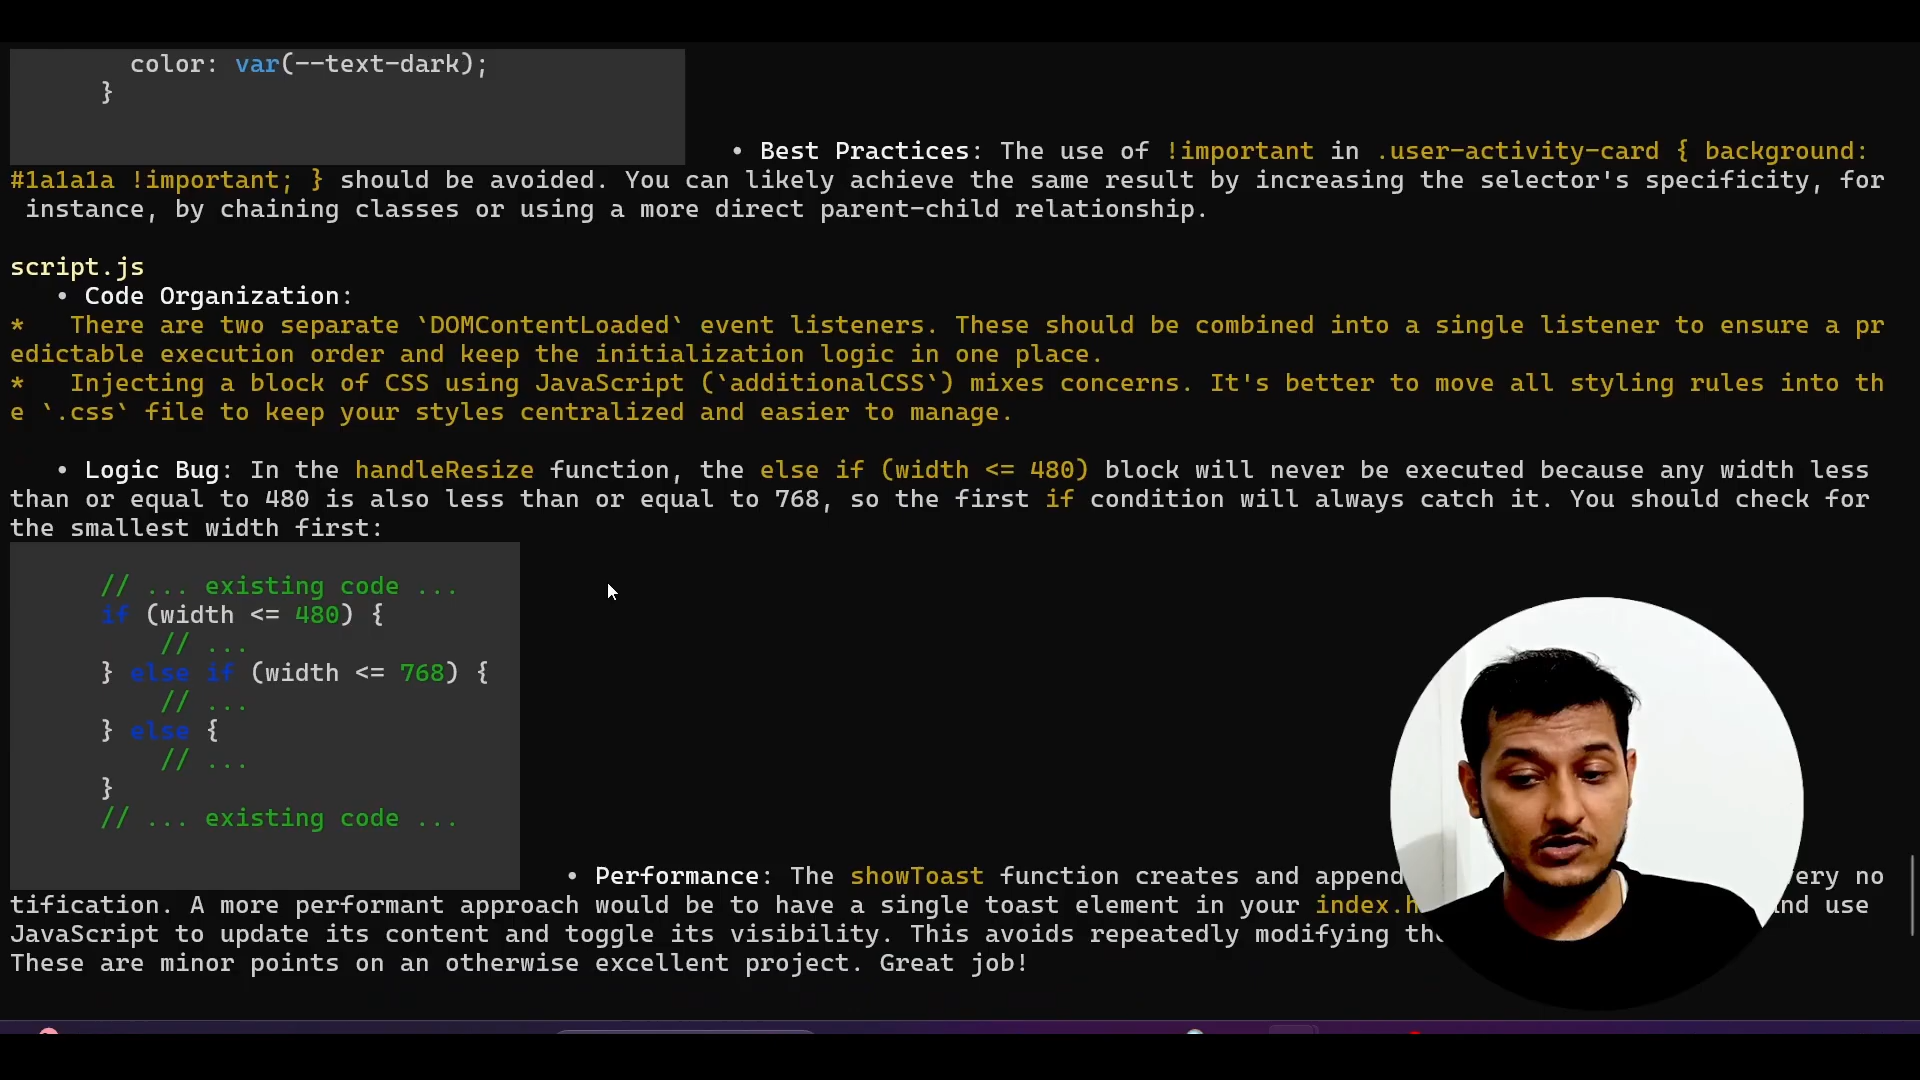 color: var(--text-dark);
}
• Best Practices: The use of !important in .user-activity-card { background:
#1a1a1a !important; } should be avoided. You can likely achieve the same result by increasing the selector's specificity, for
instance, by chaining classes or using a more direct parent-child relationship.
script.js
• Code Organization:
* There are two separate `DOMContentLoaded` event listeners. These should be combined into a single listener to ensure a pr
edictable execution order and keep the initialization logic in one place.
* Injecting a block of CSS using JavaScript (`additionalCSS`) mixes concerns. It's better to move all styling rules into th
e `.css` file to keep your styles centralized and easier to manage.
• Logic Bug: In the handleResize function, the else if (width <= 480) block will never be executed because any width less
than or equal to 480 is also less than or equal to 768, so the first if condition will always catch it. You should check for
the smallest width first:
// ... existing code ...
if (width <= 480) {
// ...
} else if (width <= 768) {
// ...
} else {
// ...
}
// ... existing code ...
• Performance: The showToast function creates and append very no
tification. A more performant approach would be to have a single toast element in your index.h nd use
JavaScript to update its content and toggle its visibility. This avoids repeatedly modifying th
These are minor points on an otherwise excellent project. Great job!